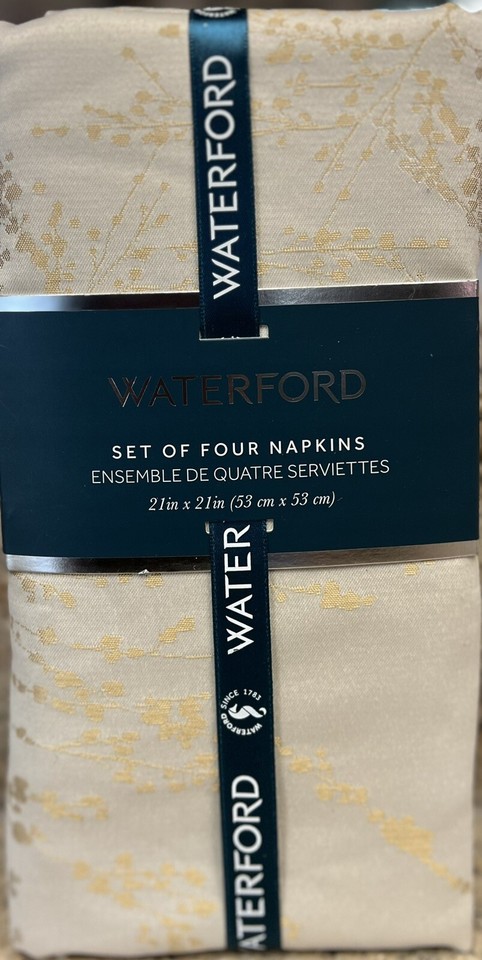 WATERFORD
WATERFORD
SET OF FOUR NAPKINS
ENSEMBLE DE QUATRE SERVIETTES
21in x 21in (53 cm x 53 cm)
WATER
SINCE 1783
WATERFORD
ATERFORD